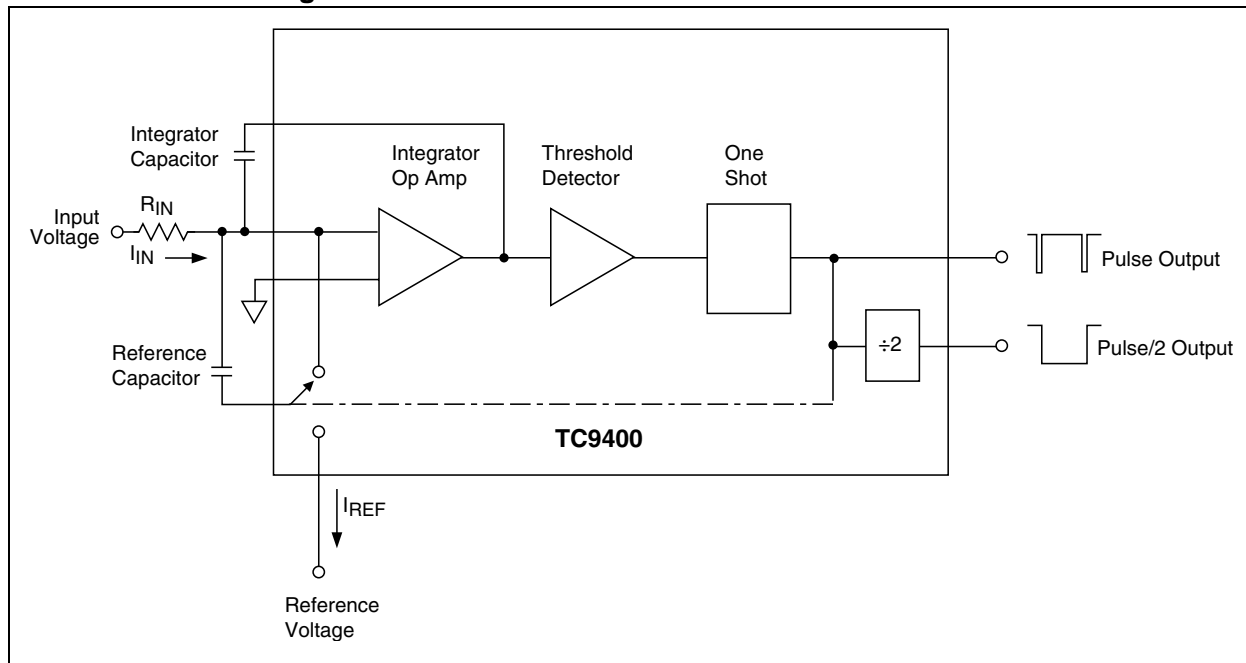 Integrator
Capacitor
Integrator
Op Amp
Threshold
Detector
One
Shot
RIN
Input
Voltage
IIN
Pulse Output
÷2
Pulse/2 Output
Reference
Capacitor
TC9400
IREF
Reference
Voltage